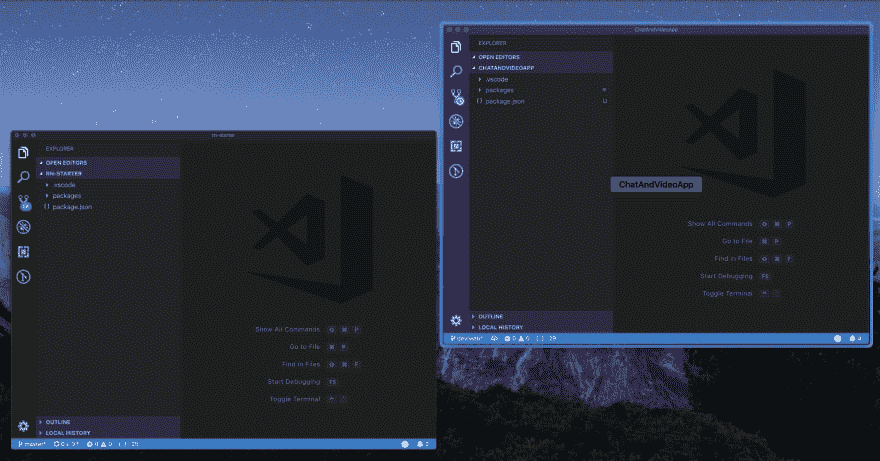 rn-starter
EXPLORER
OPEN EDITORS
RN-STARTER
.vscode
packages
package.json
Show All Commands ⇧ ⌘ P
Go to File ⌘ P
Find in Files ⇧ ⌘ F
Start Debugging F5
Toggle Terminal ^ `
OUTLINE
LOCAL HISTORY
master*
ChatAndVideoApp
EXPLORER
OPEN EDITORS
CHATANDVIDEOAPP
.vscode
packages
package.json U
ChatAndVideoApp
Show All Commands ⇧ ⌘ P
Go to File ⌘ P
Find in Files ⇧ ⌘ F
Start Debugging F5
Toggle Terminal ^ `
OUTLINE
LOCAL HISTORY